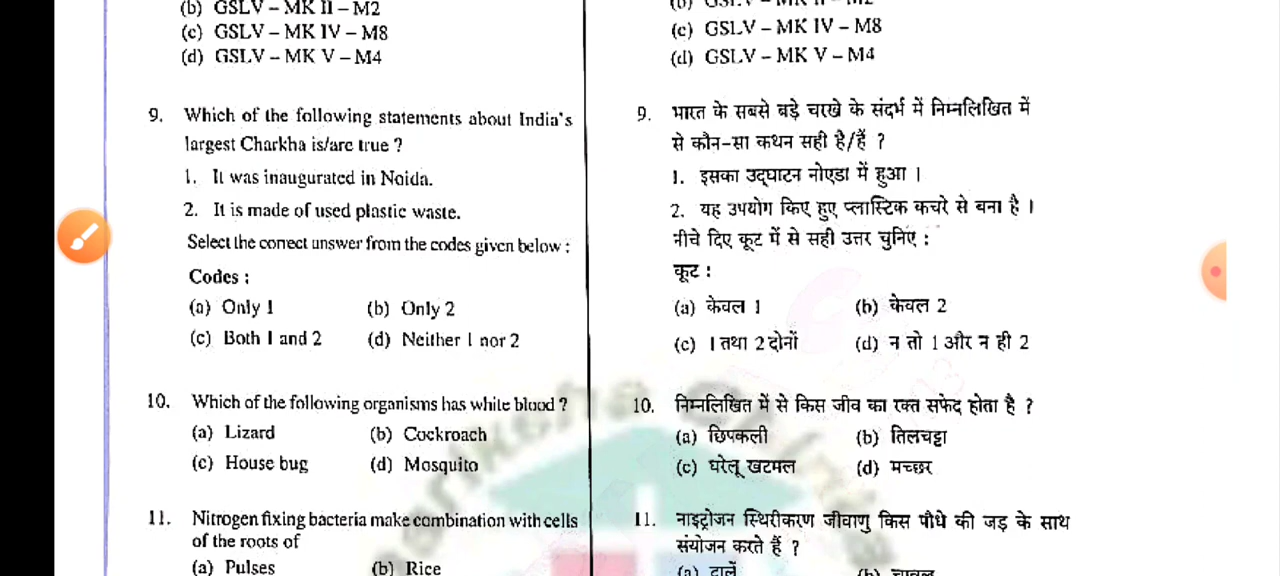 (b) GSLV – MK II – M2
(c) GSLV – MK IV – M8
(d) GSLV – MK V – M4
9. Which of the following statements about India's
largest Charkha is/are true ?
1. It was inaugurated in Noida.
2. It is made of used plastic waste.
Select the correct answer from the codes given below :
Codes :
(a) Only 1 (b) Only 2
(c) Both 1 and 2 (d) Neither 1 nor 2
10. Which of the following organisms has white blood ?
(a) Lizard (b) Cockroach
(c) House bug (d) Mosquito
11. Nitrogen fixing bacteria make combination with cells
of the roots of
(a) Pulses (b) Rice
(c) GSLV – MK IV – M8
(d) GSLV – MK V – M4
9. भारत के सबसे बड़े चरखे के संदर्भ में निम्नलिखित में
से कौन-सा कथन सही है/हैं ?
1. इसका उद्घाटन नोएडा में हुआ ।
2. यह उपयोग किए हुए प्लास्टिक कचरे से बना है ।
नीचे दिए कूट में से सही उत्तर चुनिए :
कूट :
(a) केवल 1 (b) केवल 2
(c) 1 तथा 2 दोनों (d) न तो 1 और न ही 2
10. निम्नलिखित में से किस जीव का रक्त सफेद होता है ?
(a) छिपकली (b) तिलचट्टा
(c) घरेलू खटमल (d) मच्छर
11. नाइट्रोजन स्थिरीकरण जीवाणु किस पौधे की जड़ के साथ
संयोजन करते हैं ?
(a) दालें (b) चावल